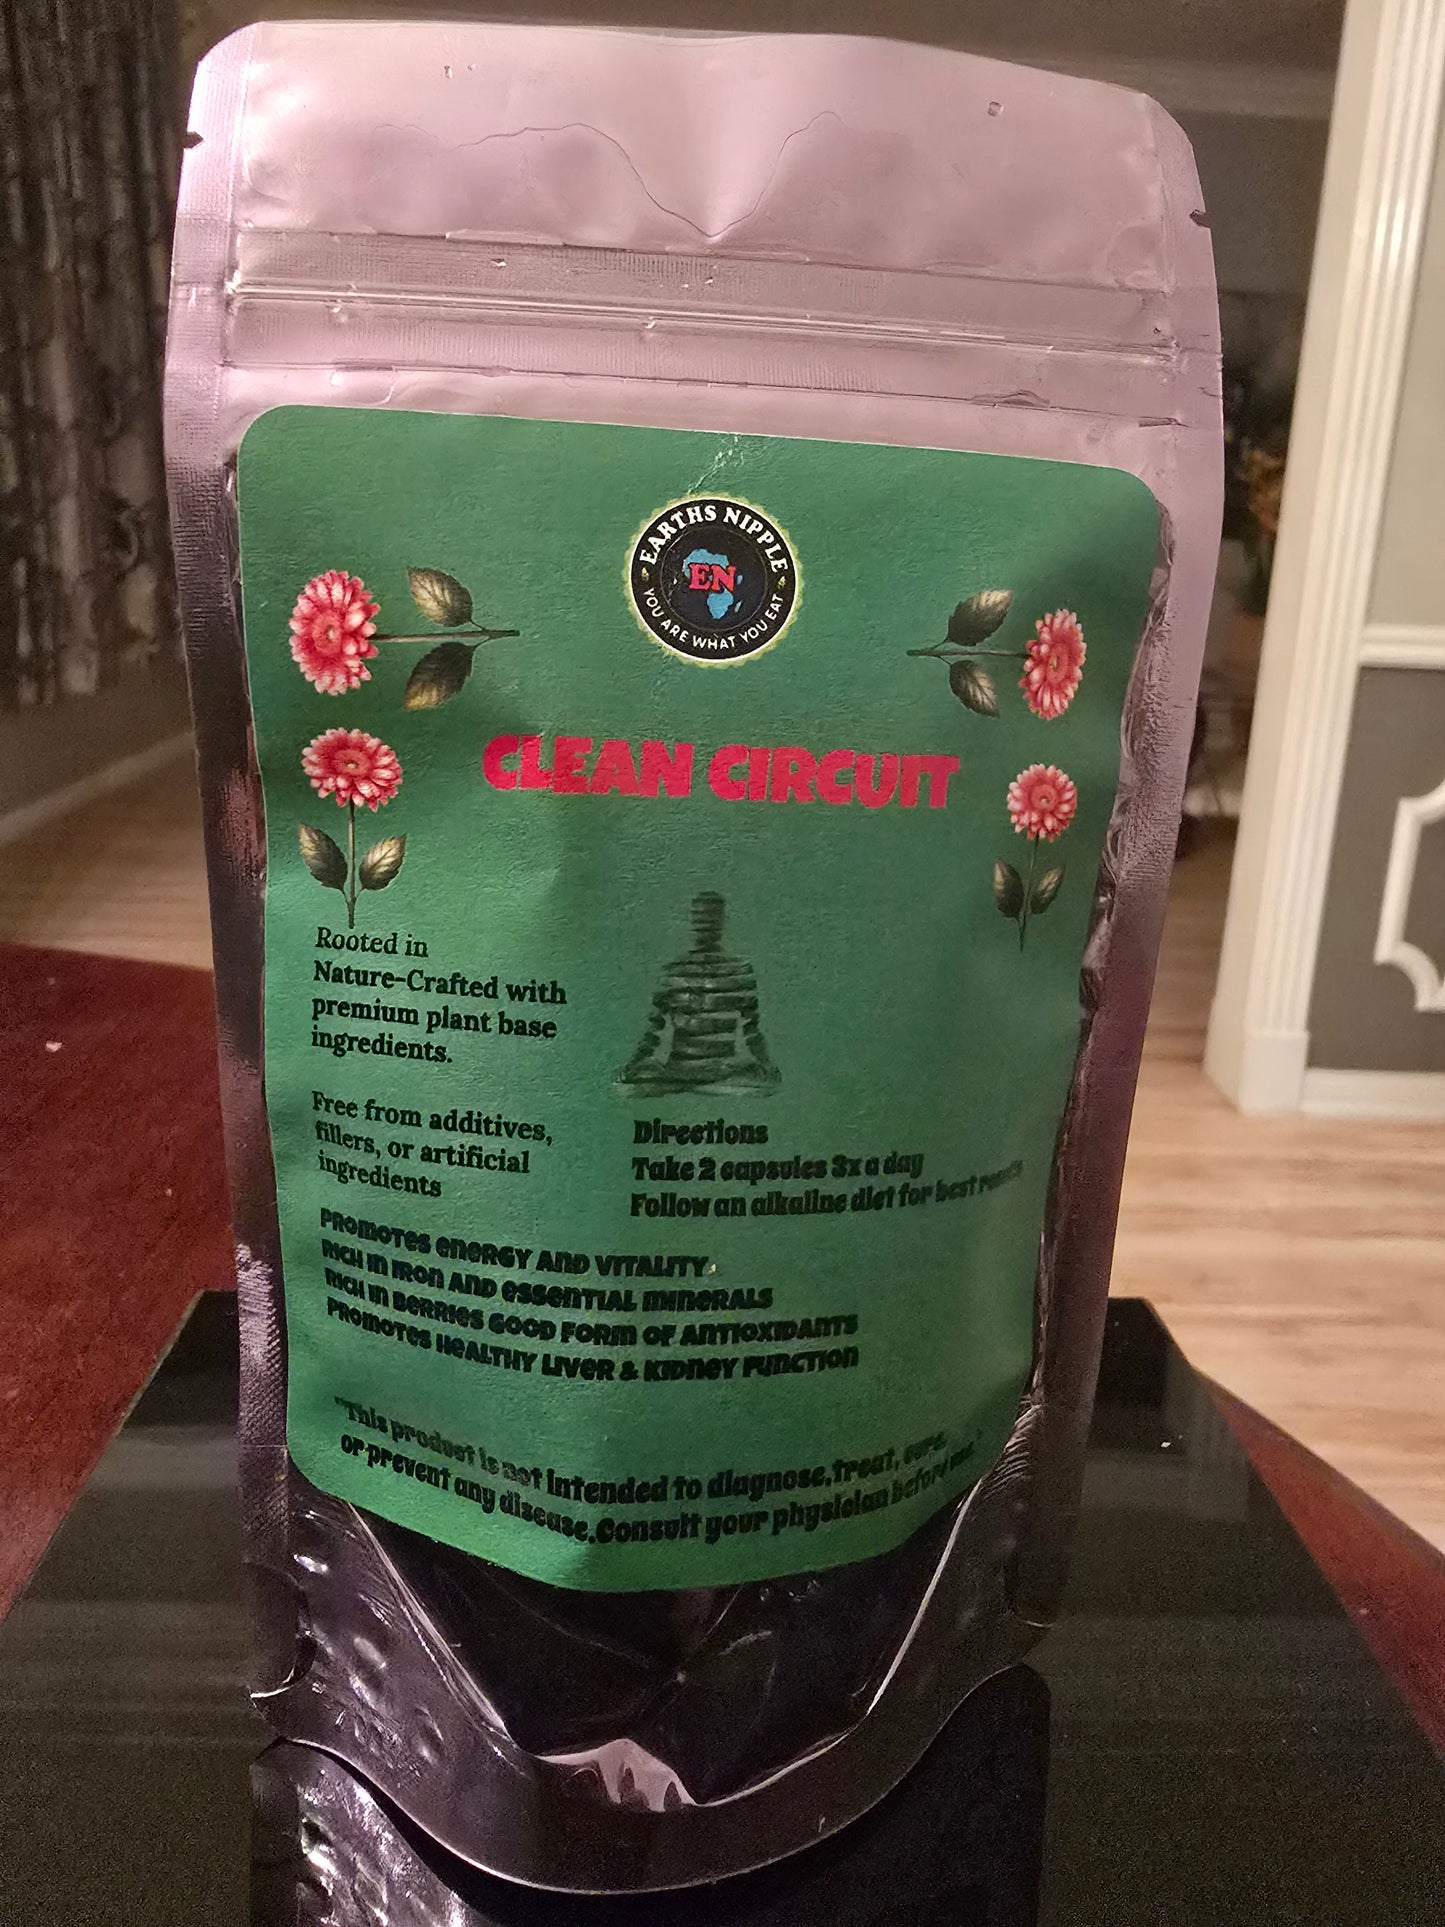 EARTHS NIPPLE
EN
YOU ARE WHAT YOU EAT
CLEAN CIRCUIT
Rooted in
Nature-Crafted with
premium plant base
ingredients.
Free from additives,
fillers, or artificial
ingredients
Directions
Take 2 capsules 3x a day
Follow an alkaline diet for best results
PROMOTES ENERGY AND VITALITY.
RICH IN IRON AND ESSENTIAL MINERALS
RICH IN BERRIES GOOD FORM OF ANTIOXIDANTS
PROMOTES HEALTHY LIVER & KIDNEY FUNCTION
"This product is not intended to diagnose,treat, cure,
or prevent any disease.Consult your physician before use."